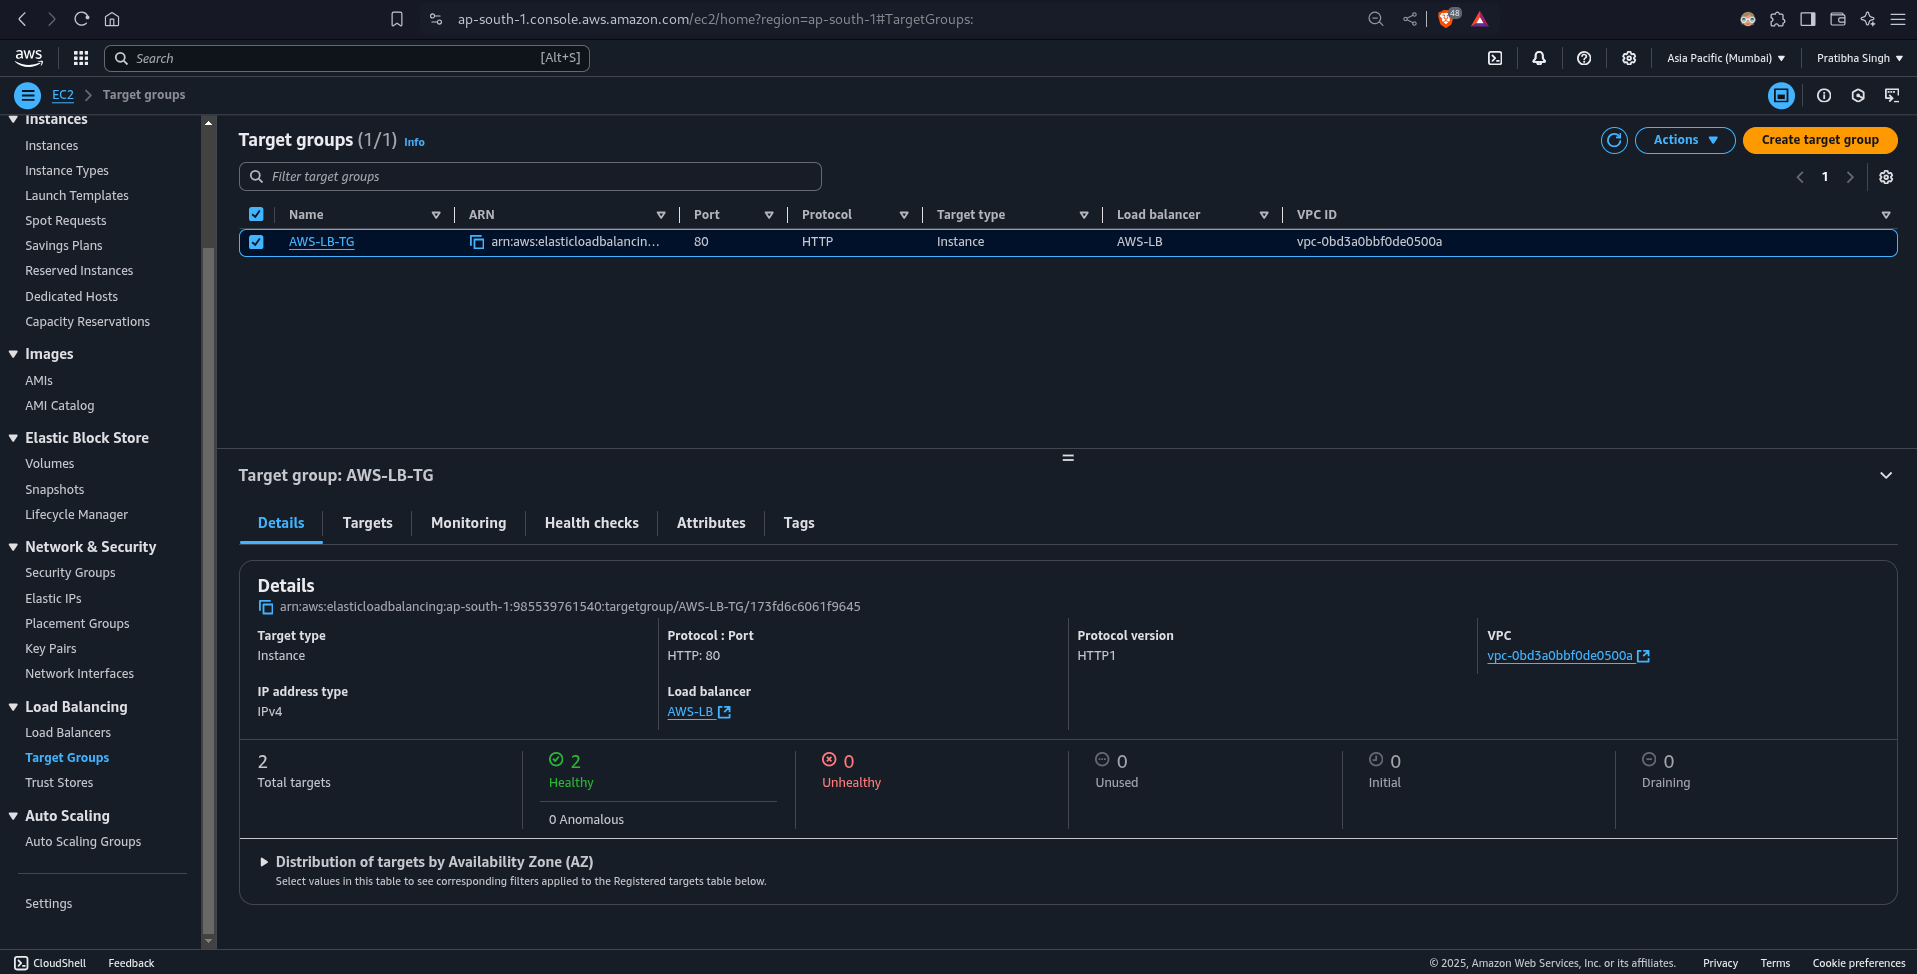 ap-south-1.console.aws.amazon.com/ec2/home?region=ap-south-1#TargetGroups:
48
aws
Search
[Alt+S]
Asia Pacific (Mumbai)
Pratibha Singh
EC2
Target groups
Instances
Instances
Instance Types
Launch Templates
Spot Requests
Savings Plans
Reserved Instances
Dedicated Hosts
Capacity Reservations
Images
AMIs
AMI Catalog
Elastic Block Store
Volumes
Snapshots
Lifecycle Manager
Network & Security
Security Groups
Elastic IPs
Placement Groups
Key Pairs
Network Interfaces
Load Balancing
Load Balancers
Target Groups
Trust Stores
Auto Scaling
Auto Scaling Groups
Settings
Target groups (1/1) Info
Actions
Create target group
Filter target groups
1
Name ARN Port Protocol Target type Load balancer VPC ID
AWS-LB-TG arn:aws:elasticloadbalancin... 80 HTTP Instance AWS-LB vpc-0bd3a0bbf0de0500a
Target group: AWS-LB-TG
Details Targets Monitoring Health checks Attributes Tags
Details
arn:aws:elasticloadbalancing:ap-south-1:985539761540:targetgroup/AWS-LB-TG/173fd6c6061f9645
Target type Protocol : Port Protocol version VPC
Instance HTTP: 80 HTTP1 vpc-0bd3a0bbf0de0500a
IP address type Load balancer
IPv4 AWS-LB
2 2 0 0 0 0
Total targets Healthy Unhealthy Unused Initial Draining
0 Anomalous
Distribution of targets by Availability Zone (AZ)
Select values in this table to see corresponding filters applied to the Registered targets table below.
CloudShell Feedback
© 2025, Amazon Web Services, Inc. or its affiliates. Privacy Terms Cookie preferences